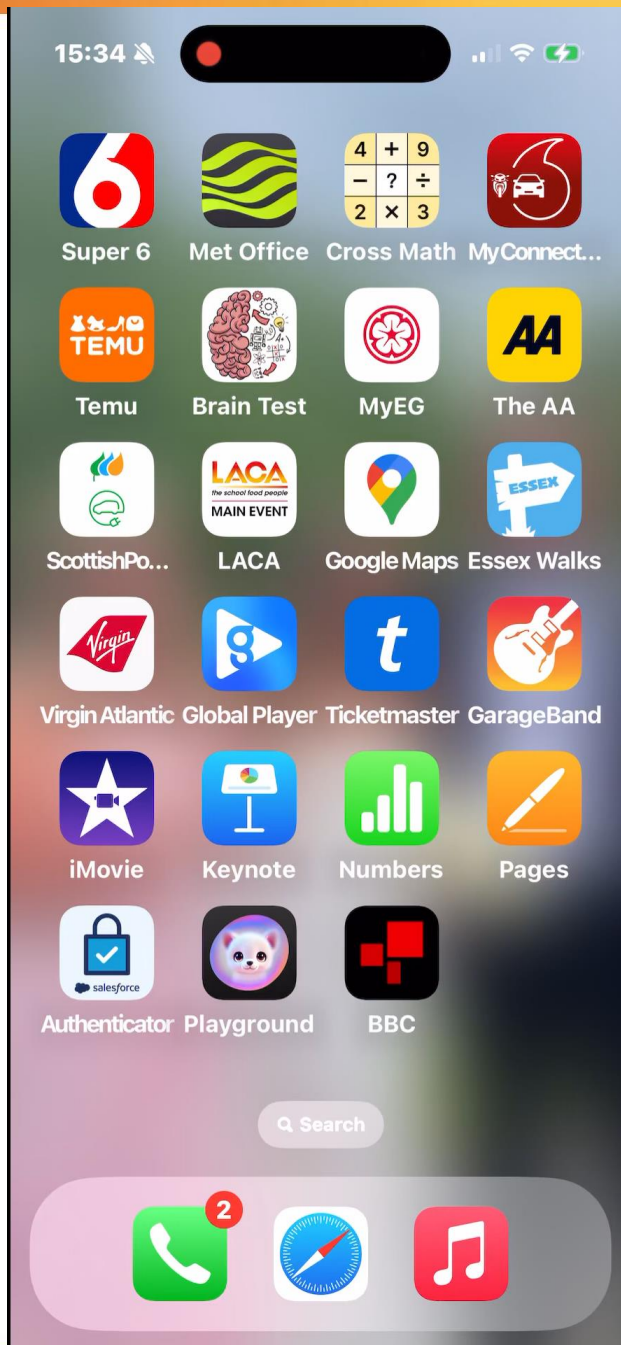 15:34
6
4 + 9
- ? ÷
2 × 3
Super 6 Met Office Cross Math MyConnect...
TEMU
AA
Temu Brain Test MyEG The AA
LACA
the school food people
MAIN EVENT
ESSEX
ScottishPo... LACA Google Maps Essex Walks
Virgin
g
t
Virgin Atlantic Global Player Ticketmaster GarageBand
iMovie Keynote Numbers Pages
salesforce
Authenticator Playground BBC
Search
2